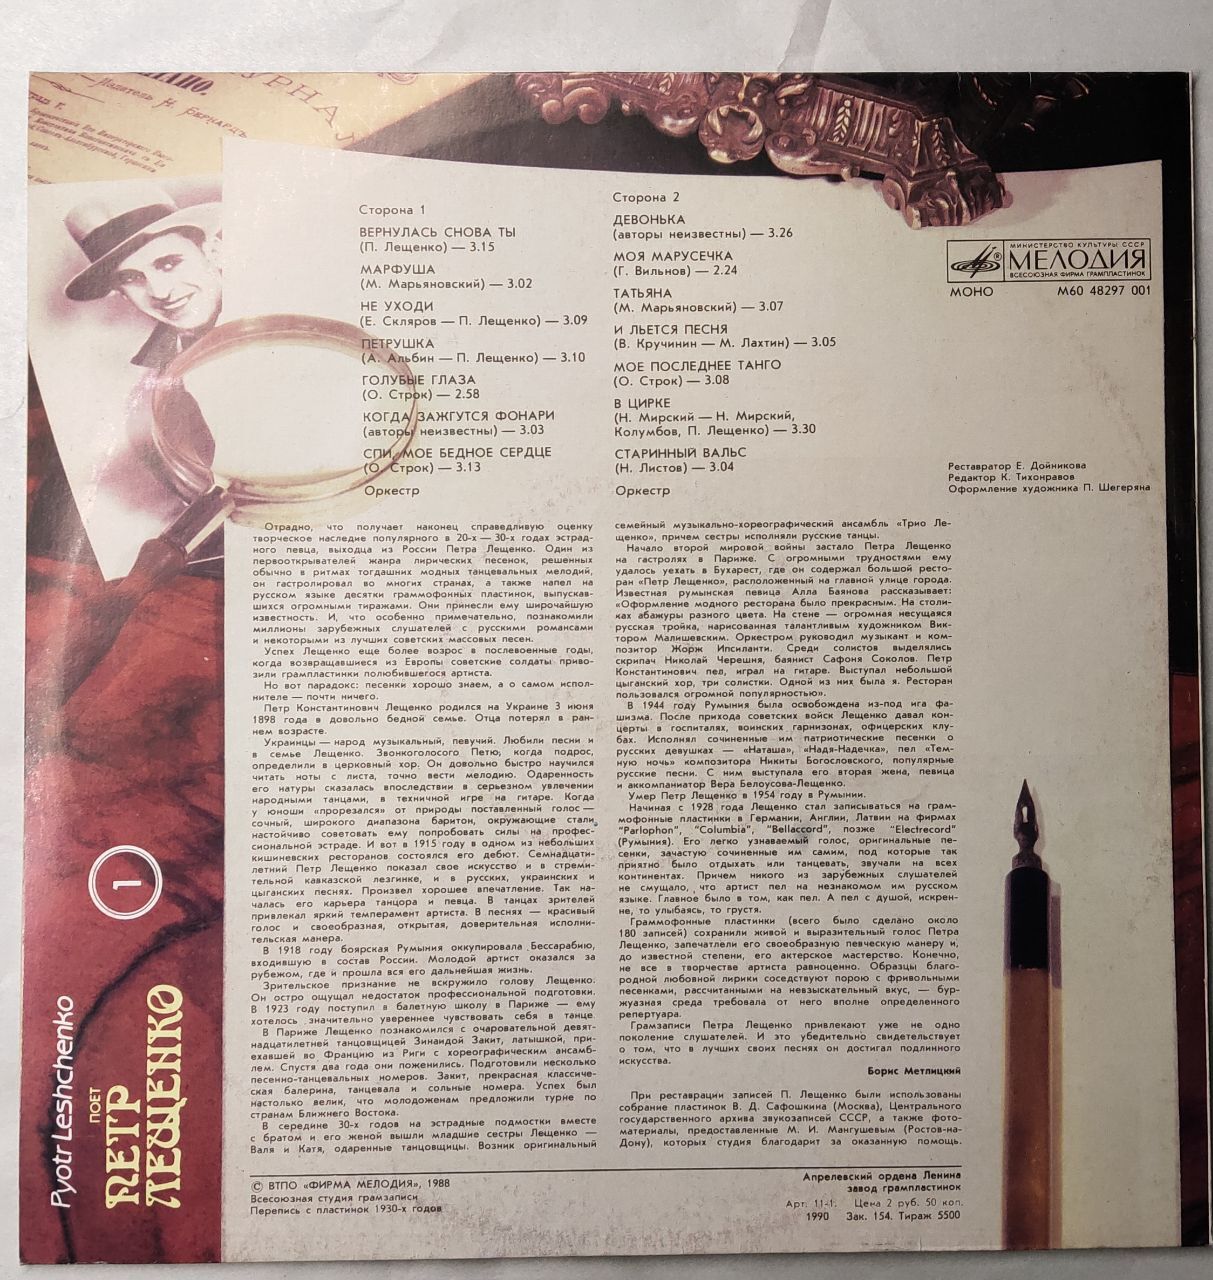 ЖУРНАЛ
Издатель Н. Бернардъ
Сторона 1
ВЕРНУЛАСЬ СНОВА ТЫ
(П. Лещенко) — 3.15
МАРФУША
(М. Марьяновский) — 3.02
НЕ УХОДИ
(Е. Скляров — П. Лещенко) — 3.09
ПЕТРУШКА
(А. Альбин — П. Лещенко) — 3.10
ГОЛУБЫЕ ГЛАЗА
(О. Строк) — 2.58
КОГДА ЗАЖГУТСЯ ФОНАРИ
(авторы неизвестны) — 3.03
СПИ, МОЕ БЕДНОЕ СЕРДЦЕ
(О. Строк) — 3.13
Оркестр
Сторона 2
ДЕВОНЬКА
(авторы неизвестны) — 3.26
МОЯ МАРУСЕЧКА
(Г. Вильнов) — 2.24
ТАТЬЯНА
(М. Марьяновский) — 3.07
И ЛЬЕТСЯ ПЕСНЯ
(В. Кручинин — М. Лахтин) — 3.05
МОЕ ПОСЛЕДНЕЕ ТАНГО
(О. Строк) — 3.08
В ЦИРКЕ
(Н. Мирский — Н. Мирский,
Колумбов, П. Лещенко) — 3.30
СТАРИННЫЙ ВАЛЬС
(Н. Листов) — 3.04
Оркестр
МИНИСТЕРСТВО КУЛЬТУРЫ СССР
® МЕЛОДИЯ
ВСЕСОЮЗНАЯ ФИРМА ГРАМПЛАСТИНОК
МОНО М60 48297 001
Реставратор Е. Дойникова
Редактор К. Тихонравов
Оформление художника П. Шегеряна
Отрадно, что получает наконец справедливую оценку
творческое наследие популярного в 20-х — 30-х годах эстрад-
ного певца, выходца из России Петра Лещенко. Один из
первооткрывателей жанра лирических песенок, решенных
обычно в ритмах тогдашних модных танцевальных мелодий,
он гастролировал во многих странах, а также напел на
русском языке десятки граммофонных пластинок, выпускав-
шихся огромными тиражами. Они принесли ему широчайшую
известность. И, что особенно примечательно, познакомили
миллионы зарубежных слушателей с русскими романсами
и некоторыми из лучших советских массовых песен.
Успех Лещенко еще более возрос в послевоенные годы,
когда возвращавшиеся из Европы советские солдаты приво-
зили грампластинки полюбившегося артиста.
Но вот парадокс: песенки хорошо знаем, а о самом испол-
нителе — почти ничего.
Петр Константинович Лещенко родился на Украине 3 июня
1898 года в довольно бедной семье. Отца потерял в ран-
нем возрасте.
Украинцы — народ музыкальный, певучий. Любили песни и
в семье Лещенко. Звонкоголосого Петю, когда подрос,
определили в церковный хор. Он довольно быстро научился
читать ноты с листа, точно вести мелодию. Одаренность
его натуры сказалась впоследствии в серьезном увлечении
народными танцами, в техничной игре на гитаре. Когда
у юноши «прорезался» от природы поставленный голос —
сочный, широкого диапазона баритон, окружающие стали
настойчиво советовать ему попробовать силы на профес-
сиональной эстраде. И вот в 1915 году в одном из небольших
кишиневских ресторанов состоялся его дебют. Семнадцати-
летний Петр Лещенко показал свое искусство и в стреми-
тельной кавказской лезгинке, и в русских, украинских и
цыганских песнях. Произвел хорошее впечатление. Так на-
чалась его карьера танцора и певца. В танцах зрителей
привлекал яркий темперамент артиста. В песнях — красивый
голос и своеобразная, открытая, доверительная исполни-
тельская манера.
В 1918 году боярская Румыния оккупировала Бессарабию,
входившую в состав России. Молодой артист оказался за
рубежом, где и прошла вся его дальнейшая жизнь.
Зрительское признание не вскружило голову Лещенко.
Он остро ощущал недостаток профессиональной подготовки.
В 1923 году поступил в балетную школу в Париже — ему
хотелось значительно увереннее чувствовать себя в танце.
В Париже Лещенко познакомился с очаровательной девят-
надцатилетней танцовщицей Зинаидой Закит, латышкой, при-
ехавшей во Францию из Риги с хореографическим ансамб-
лем. Спустя два года они поженились. Подготовили несколько
песенно-танцевальных номеров. Закит, прекрасная классиче-
ская балерина, танцевала и сольные номера. Успех был
настолько велик, что молодоженам предложили турне по
странам Ближнего Востока.
В середине 30-х годов на эстрадные подмостки вместе
с братом и его женой вышли младшие сестры Лещенко —
Валя и Катя, одаренные танцовщицы. Возник оригинальный
семейный музыкально-хореографический ансамбль «Трио Ле-
щенко», причем сестры исполняли русские танцы.
Начало второй мировой войны застало Петра Лещенко
на гастролях в Париже. С огромными трудностями ему
удалось уехать в Бухарест, где он содержал большой ресто-
ран «Петр Лещенко», расположенный на главной улице города.
Известная румынская певица Алла Баянова рассказывает:
«Оформление модного ресторана было прекрасным. На столи-
ках абажуры разного цвета. На стене — огромная несущаяся
русская тройка, нарисованная талантливым художником Вик-
тором Малишевским. Оркестром руководил музыкант и ком-
позитор Жорж Ипсиланти. Среди солистов выделялись
скрипач Николай Черешня, баянист Сафоня Соколов. Петр
Константинович пел, играл на гитаре. Выступал небольшой
цыганский хор, три солистки. Одной из них была я. Ресторан
пользовался огромной популярностью».
В 1944 году Румыния была освобождена из-под ига фа-
шизма. После прихода советских войск Лещенко давал кон-
церты в госпиталях, воинских гарнизонах, офицерских клу-
бах. Исполнял сочиненные им патриотические песенки о
русских девушках — «Наташа», «Надя-Надечка», пел «Тем-
ную ночь» композитора Никиты Богословского, популярные
русские песни. С ним выступала его вторая жена, певица
и аккомпаниатор Вера Белоусова-Лещенко.
Умер Петр Лещенко в 1954 году в Румынии.
Начиная с 1928 года Лещенко стал записываться на грам-
мофонные пластинки в Германии, Англии, Латвии на фирмах
"Parlophon", "Columbia", "Bellaccord", позже "Electrecord"
(Румыния). Его легко узнаваемый голос, оригинальные пе-
сенки, зачастую сочиненные им самим, под которые так
приятно было отдыхать или танцевать, звучали на всех
континентах. Причем никого из зарубежных слушателей
не смущало, что артист пел на незнакомом им русском
языке. Главное было в том, как пел. А пел с душой, искрен-
не, то улыбаясь, то грустя.
Граммофонные пластинки (всего было сделано около
180 записей) сохранили живой и выразительный голос Петра
Лещенко, запечатлели его своеобразную певческую манеру и,
до известной степени, его актерское мастерство. Конечно,
не все в творчестве артиста равноценно. Образцы благо-
родной любовной лирики соседствуют порою с фривольными
песенками, рассчитанными на невзыскательный вкус, — бур-
жуазная среда требовала от него вполне определенного
репертуара.
Грамзаписи Петра Лещенко привлекают уже не одно
поколение слушателей. И это убедительно свидетельствует
о том, что в лучших своих песнях он достигал подлинного
искусства.
Борис Метлицкий
При реставрации записей П. Лещенко были использованы
собрание пластинок В. Д. Сафошкина (Москва), Центрального
государственного архива звукозаписей СССР, а также фото-
материалы, предоставленные М. И. Мангушевым (Ростов-на-
Дону), которых студия благодарит за оказанную помощь.
© ВТПО «ФИРМА МЕЛОДИЯ», 1988
Всесоюзная студия грамзаписи
Перепись с пластинок 1930-х годов
Апрелевский ордена Ленина
завод грампластинок
Арт. 11-1. Цена 2 руб. 50 коп.
1990 Зак. 154. Тираж 5500
1
Pyotr Leshchenko
ПОЕТ
ПЕТР
ЛЕЩЕНКО